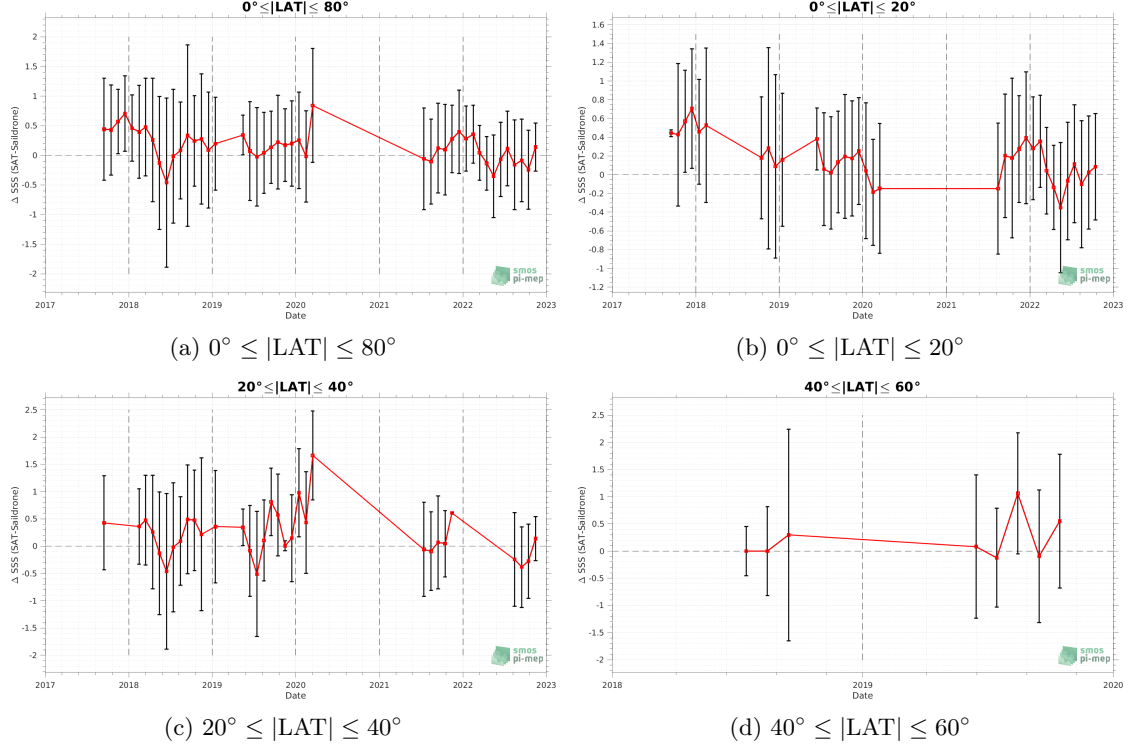 0°≤|LAT|≤ 80°
Δ SSS (SAT-Saildrone)
2
1.5
1
0.5
0
-0.5
-1
-1.5
-2
2017
2018
2019
2020
2021
2022
2023
Date
smos
pi-mep
(a) 0° ≤ |LAT| ≤ 80°
0°≤|LAT|≤ 20°
Δ SSS (SAT-Saildrone)
1.6
1.4
1.2
1
0.8
0.6
0.4
0.2
0
-0.2
-0.4
-0.6
-0.8
-1
-1.2
2017
2018
2019
2020
2021
2022
2023
Date
smos
pi-mep
(b) 0° ≤ |LAT| ≤ 20°
20°≤|LAT|≤ 40°
Δ SSS (SAT-Saildrone)
2.5
2
1.5
1
0.5
0
-0.5
-1
-1.5
-2
2017
2018
2019
2020
2021
2022
2023
Date
smos
pi-mep
(c) 20° ≤ |LAT| ≤ 40°
40°≤|LAT|≤ 60°
Δ SSS (SAT-Saildrone)
2.5
2
1.5
1
0.5
0
-0.5
-1
-1.5
-2
2018
2019
2020
Date
smos
pi-mep
(d) 40° ≤ |LAT| ≤ 60°